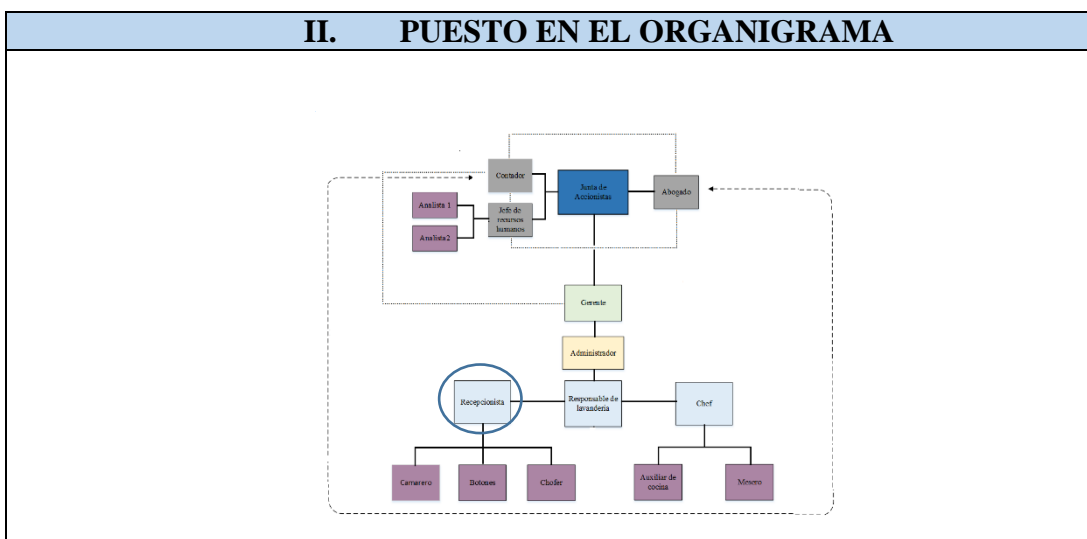 II. PUESTO EN EL ORGANIGRAMA
Contador
Junta de
Accionistas
Abogado
Analista 1
Jefe de
recursos
humanos
Analista2
Gerente
Administrador
Recepcionista
Responsable de
lavanderia
Chef
Camarero
Botones
Chofer
Auxiliar de
cocina
Mesero